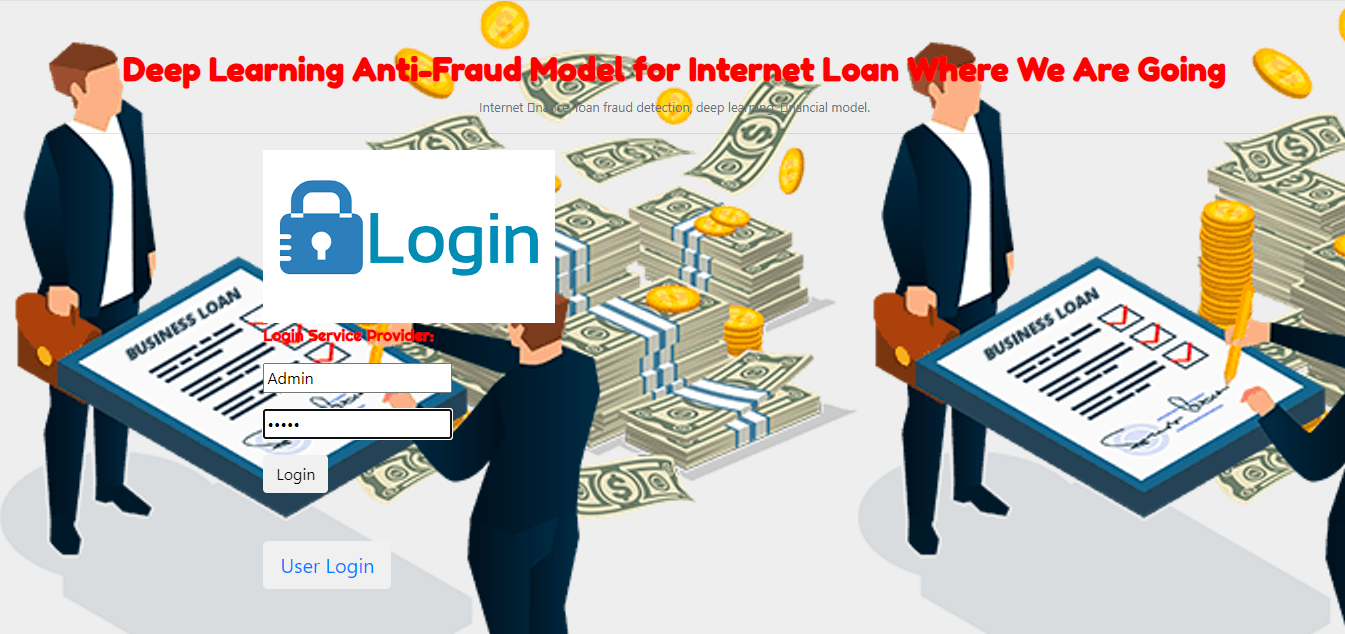 Deep Learning Anti-Fraud Model for Internet Loan Where We Are Going
Internet loan fraud detection, deep learning, model.
Login
BUSINESS LOAN
BUSINESS LOAN
Login Service Provider:
Admin
•••••
Login
User Login